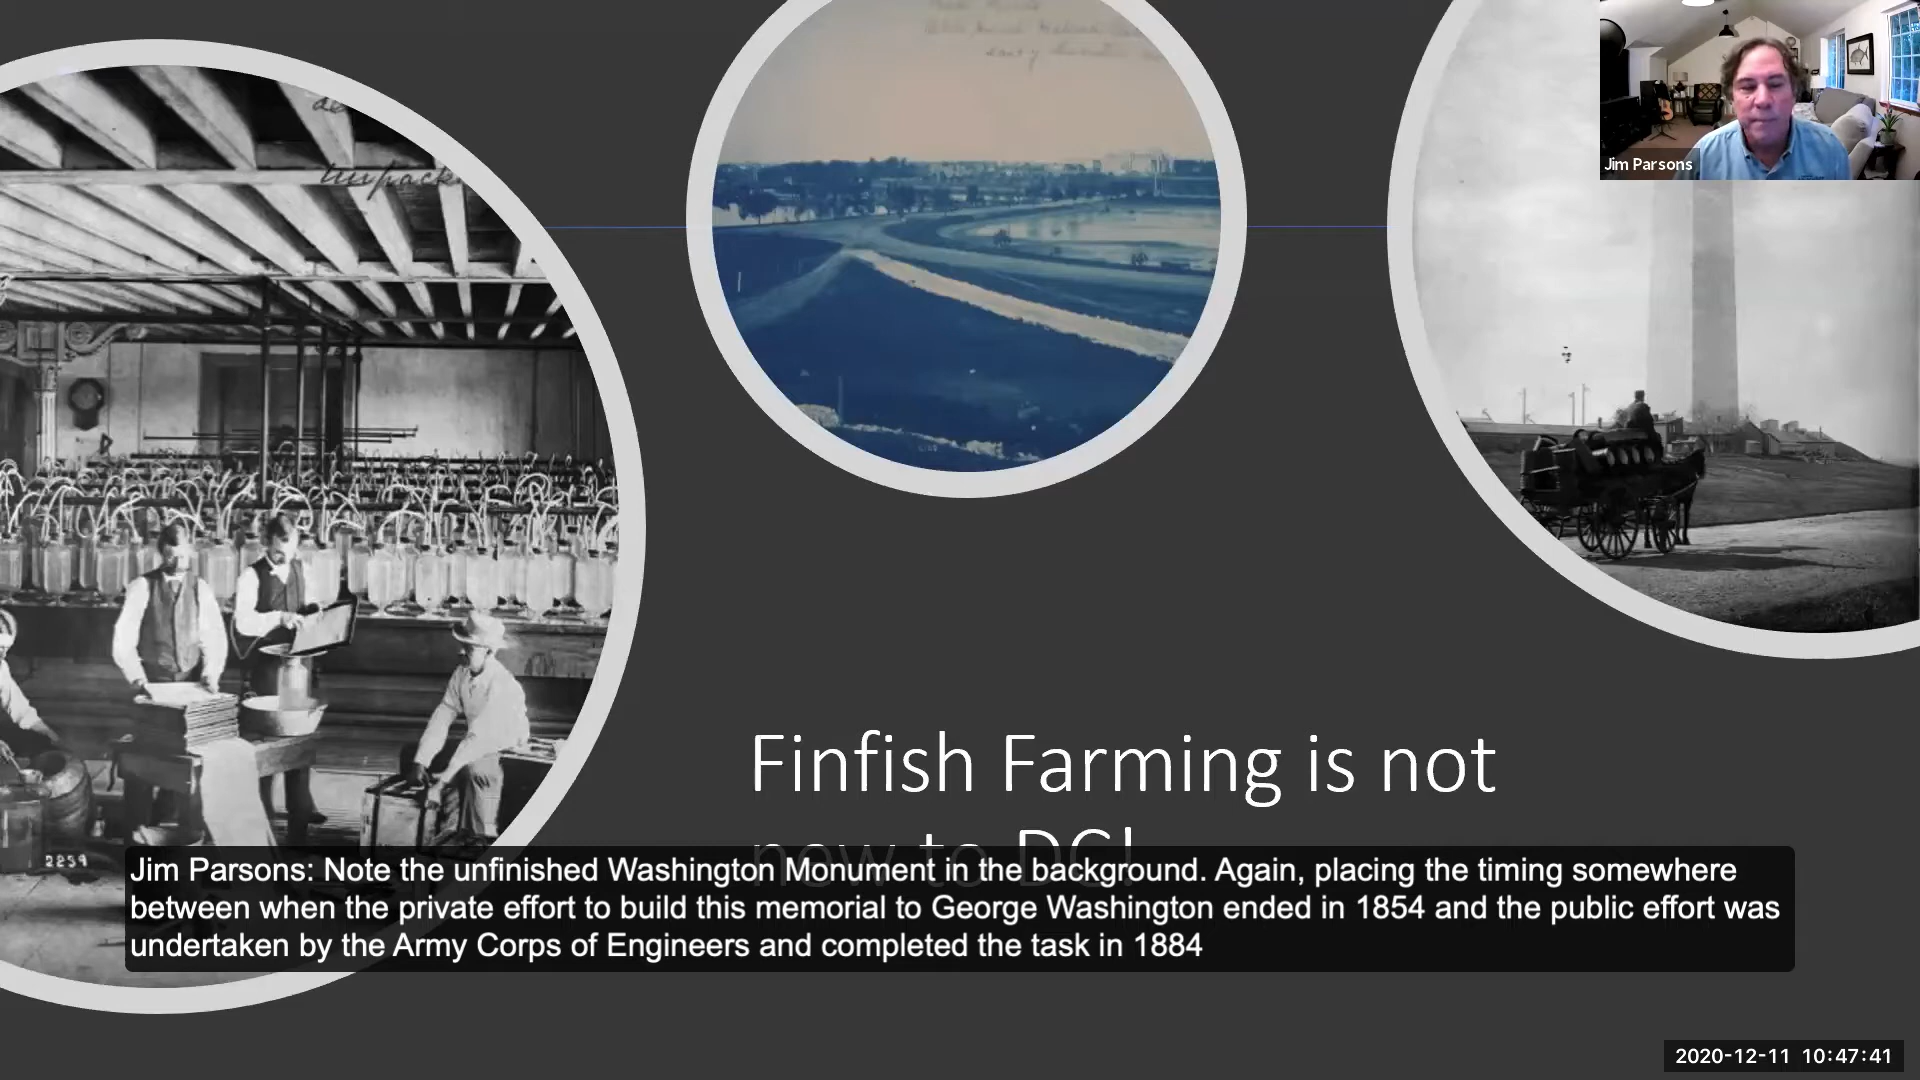 Jim Parsons
2239
Finfish Farming is not
new to DC!
Jim Parsons: Note the unfinished Washington Monument in the background. Again, placing the timing somewhere
between when the private effort to build this memorial to George Washington ended in 1854 and the public effort was
undertaken by the Army Corps of Engineers and completed the task in 1884
2020-12-11 10:47:41